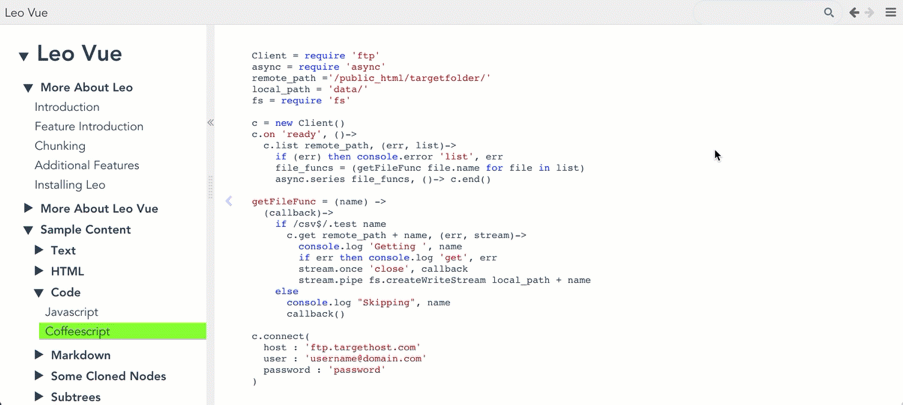 Leo Vue
Leo Vue
More About Leo
Introduction
Feature Introduction
Chunking
Additional Features
Installing Leo
More About Leo Vue
Sample Content
Text
HTML
Code
Javascript
Coffeescript
Markdown
Some Cloned Nodes
Subtrees
Client = require 'ftp'
async = require 'async'
remote_path ='/public_html/targetfolder/'
local_path = 'data/'
fs = require 'fs'
c = new Client()
c.on 'ready', ()->
c.list remote_path, (err, list)->
if (err) then console.error 'list', err
file_funcs = (getFileFunc file.name for file in list)
async.series file_funcs, ()-> c.end()
getFileFunc = (name) ->
(callback)->
if /csv$/.test name
c.get remote_path + name, (err, stream)->
console.log 'Getting ', name
if err then console.log 'get', err
stream.once 'close', callback
stream.pipe fs.createWriteStream local_path + name
else
console.log "Skipping", name
callback()
c.connect(
host : 'ftp.targethost.com'
user : 'username@domain.com'
password : 'password'
)